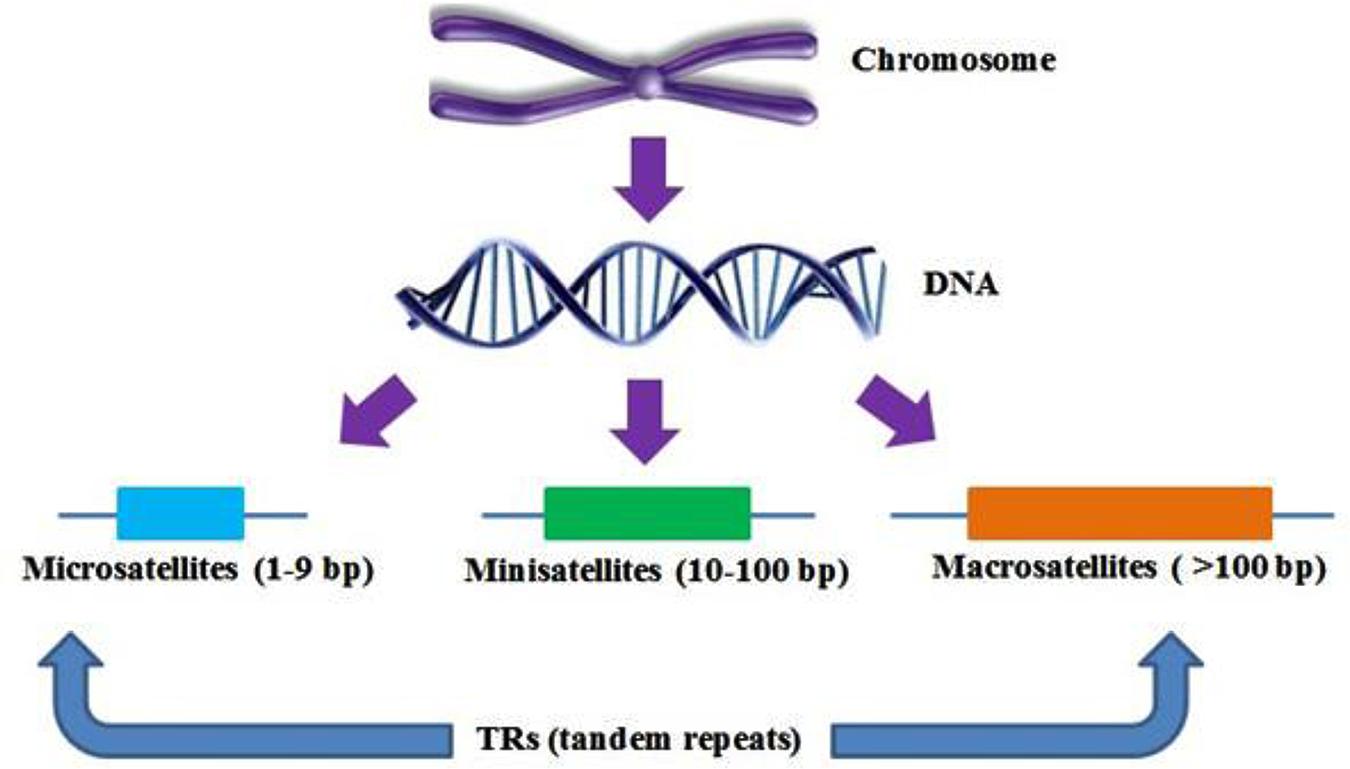 Chromosome
DNA
Microsatellites (1-9 bp)
Minisatellites (10-100 bp)
Macrosatellites ( >100 bp)
TRs (tandem repeats)